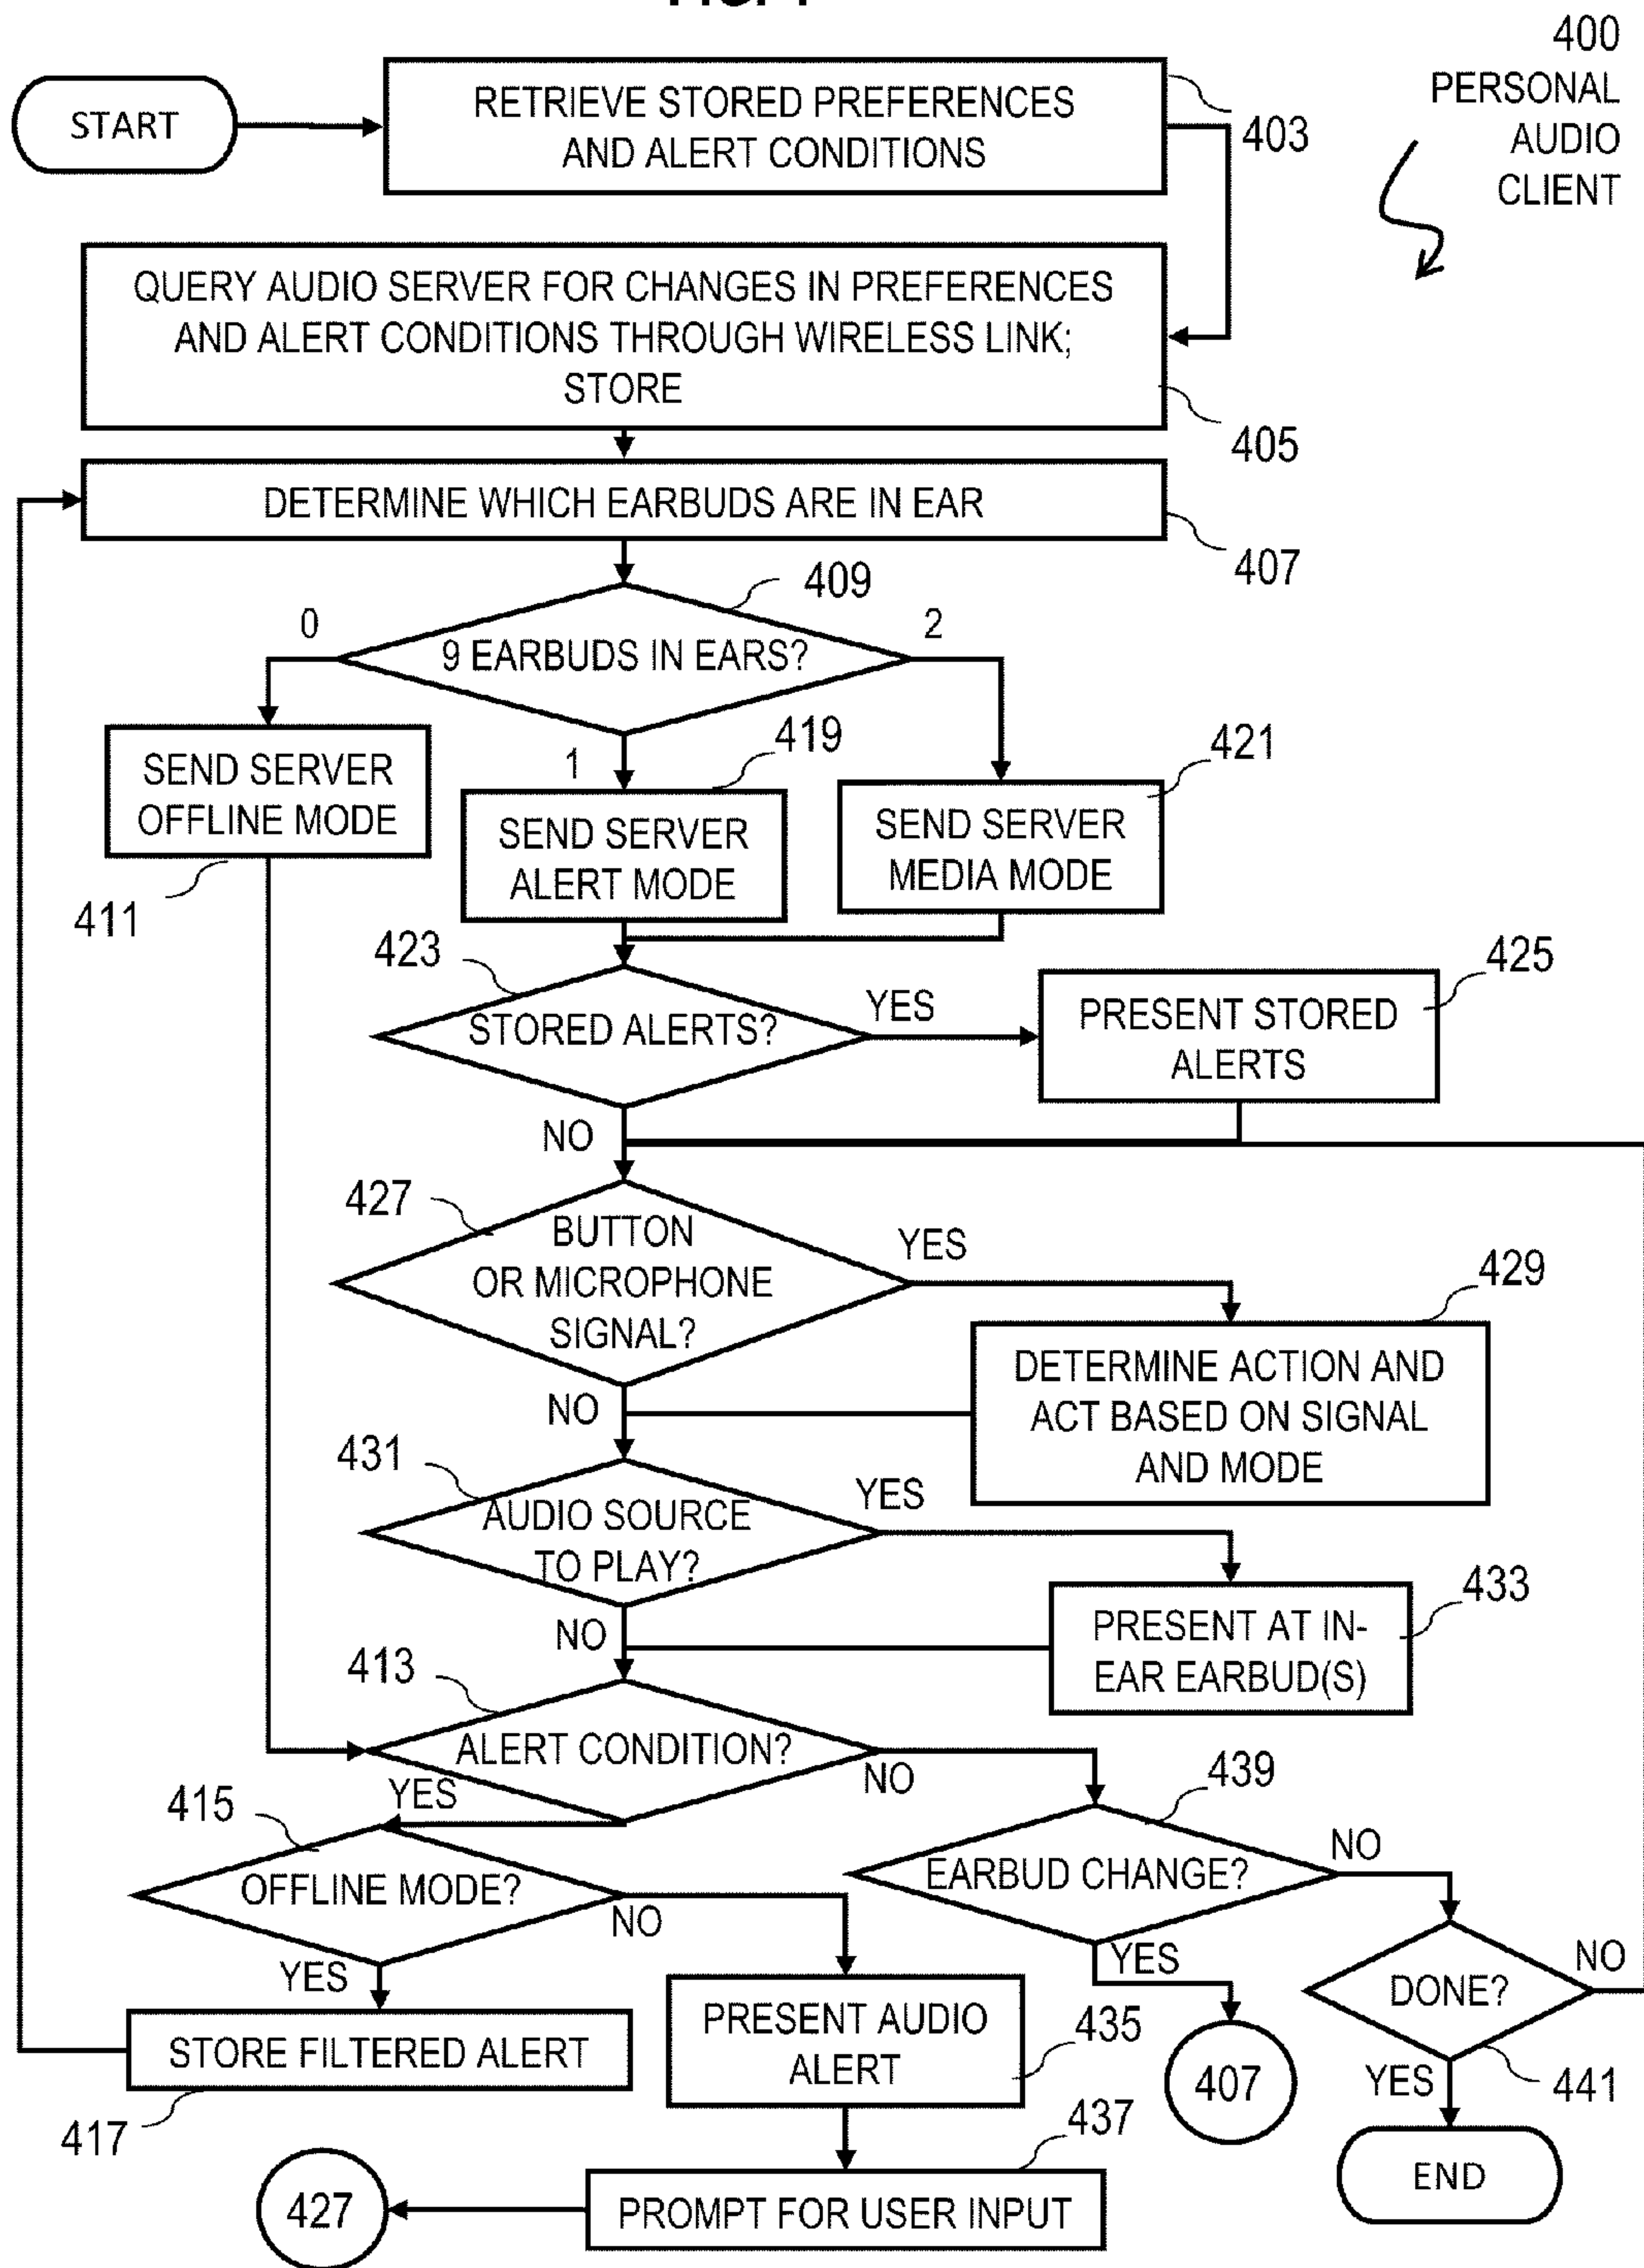 400
PERSONAL
AUDIO
CLIENT
START
RETRIEVE STORED PREFERENCES
AND ALERT CONDITIONS
403
QUERY AUDIO SERVER FOR CHANGES IN PREFERENCES
AND ALERT CONDITIONS THROUGH WIRELESS LINK;
STORE
405
DETERMINE WHICH EARBUDS ARE IN EAR
407
409
0
9 EARBUDS IN EARS?
2
1
SEND SERVER
OFFLINE MODE
411
419
SEND SERVER
ALERT MODE
421
SEND SERVER
MEDIA MODE
423
STORED ALERTS?
YES
425
PRESENT STORED
ALERTS
NO
427
BUTTON
OR MICROPHONE
SIGNAL?
YES
429
DETERMINE ACTION AND
ACT BASED ON SIGNAL
AND MODE
NO
431
AUDIO SOURCE
TO PLAY?
YES
433
PRESENT AT IN-
EAR EARBUD(S)
NO
413
ALERT CONDITION?
YES
NO
415
OFFLINE MODE?
NO
YES
439
EARBUD CHANGE?
NO
YES
DONE?
NO
YES
441
STORE FILTERED ALERT
417
PRESENT AUDIO
ALERT
435
407
437
PROMPT FOR USER INPUT
427
END